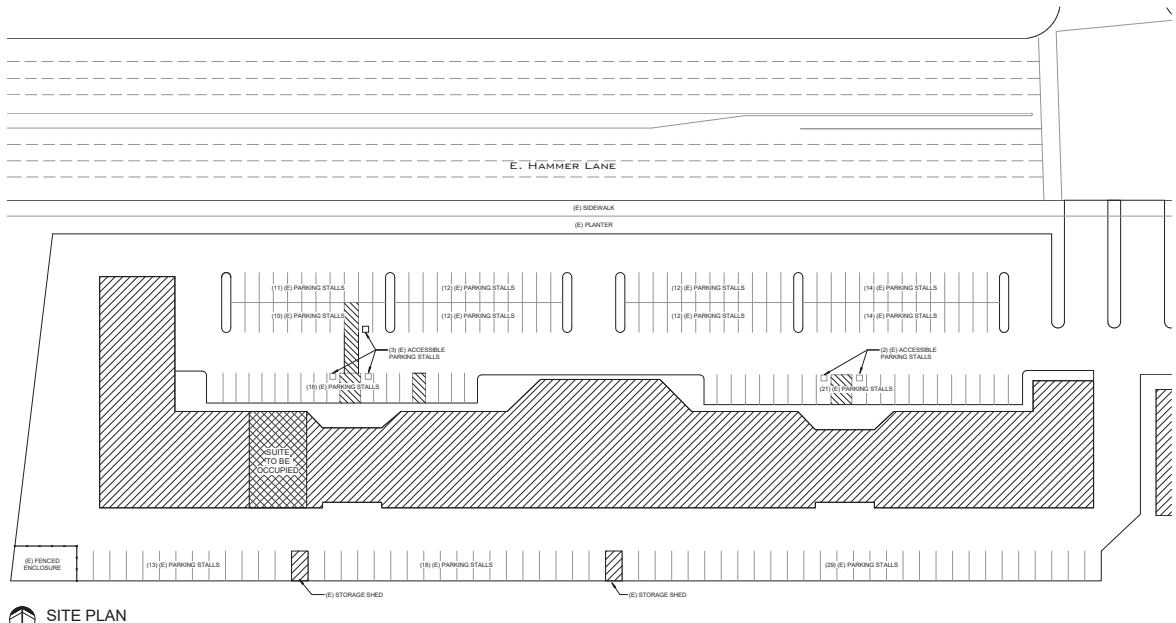 E. HAMMER LANE
(E) SIDEWALK
(E) PLANTER
(11) (E) PARKING STALLS
(12) (E) PARKING STALLS
(12) (E) PARKING STALLS
(14) (E) PARKING STALLS
(10) (E) PARKING STALLS
(12) (E) PARKING STALLS
(12) (E) PARKING STALLS
(14) (E) PARKING STALLS
(3) (E) ACCESSIBLE
PARKING STALLS
(2) (E) ACCESSIBLE
PARKING STALLS
(18) (E) PARKING STALLS
(21) (E) PARKING STALLS
SUITE
TO BE
OCCUPIED
(E) FENCED
ENCLOSURE
(13) (E) PARKING STALLS
(18) (E) PARKING STALLS
(29) (E) PARKING STALLS
(E) STORAGE SHED
(E) STORAGE SHED
SITE PLAN